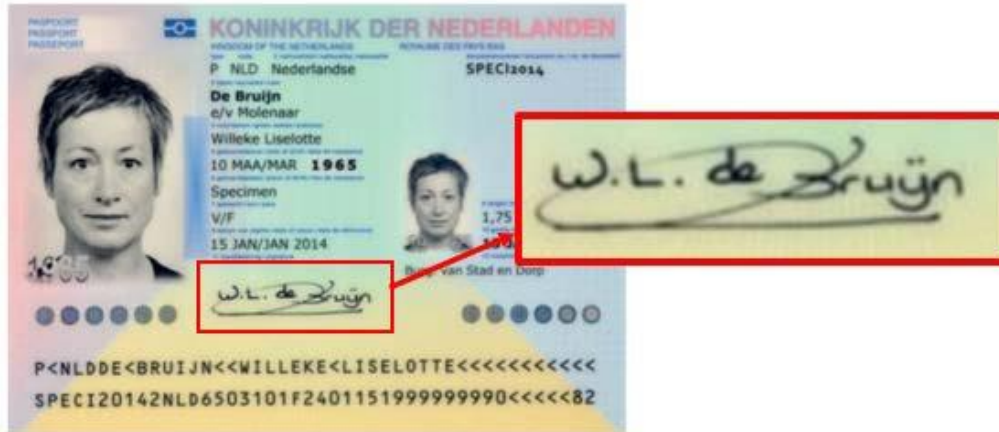 PASPOORT
PASSPORT
PASSEPORT
KONINKRIJK DER NEDERLANDEN
KINGDOM OF THE NETHERLANDS ROYAUME DES PAYS-BAS
P NLD Nederlandse SPECI2014
De Bruijn
e/v Molenaar
Willeke Liselotte
10 MAA/MAR 1965
Specimen
V/F 1,75
15 JAN/JAN 2014
Burg. van Stad en Dorp
1965
W.L. de Bruijn
W.L. de Bruijn
P<NLDDE<BRUIJN<<WILLEKE<LISELOTTE<<<<<<<<<<<
SPECI20142NLD6503101F2401151999999990<<<<<82